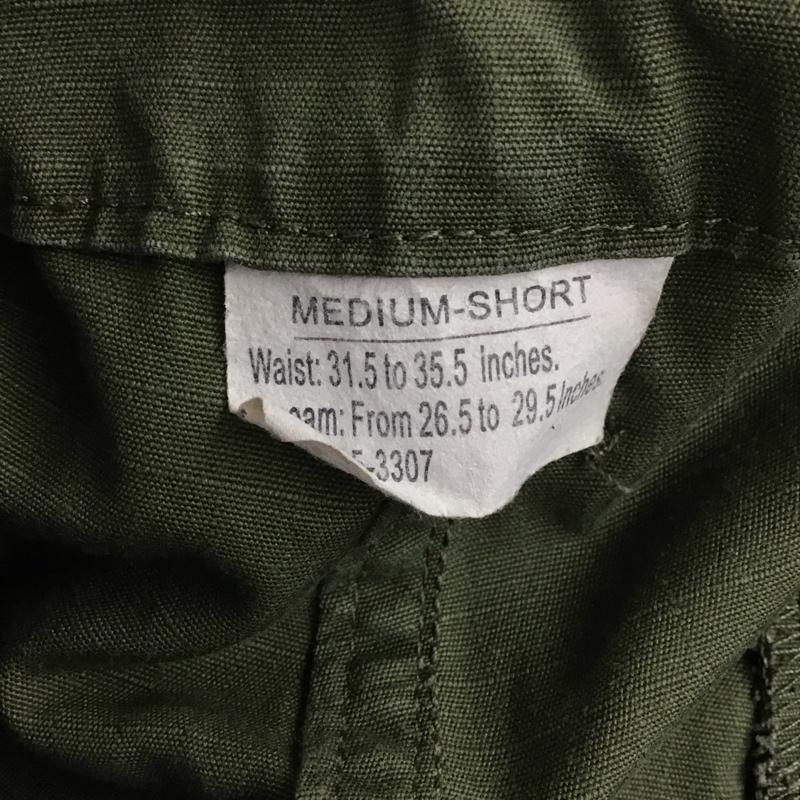 MEDIUM-SHORT
Waist: 31.5 to 35.5 inches.
eam: From 26.5 to 29.5 Inches
5-3307